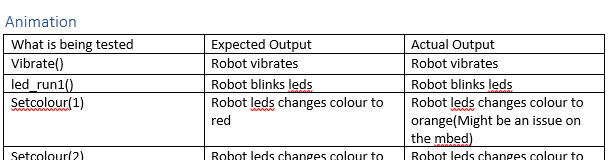 Animation
What is being tested Expected Output Actual Output
Vibrate() Robot vibrates Robot vibrates
led_run1() Robot blinks leds Robot blinks leds
Setcolour(1) Robot leds changes colour to Robot leds changes colour to
red orange(Might be an issue on
the mbed)
Setcolour(2) Robot leds changes colour to Robot leds changes colour to